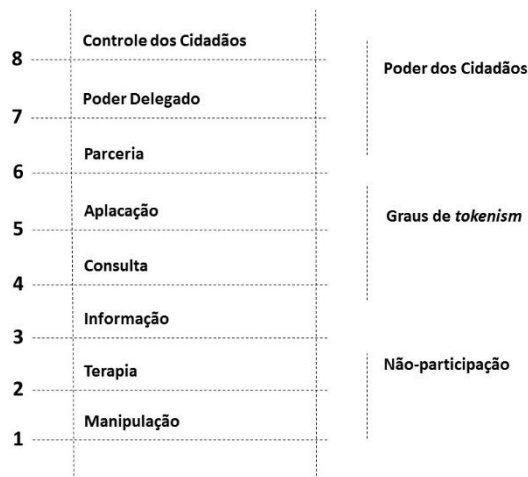 Controle dos Cidadãos
8
Poder dos Cidadãos
Poder Delegado
7
Parceria
6
Aplacação
Graus de tokenism
5
Consulta
4
Informação
3
Não-participação
Terapia
2
Manipulação
1